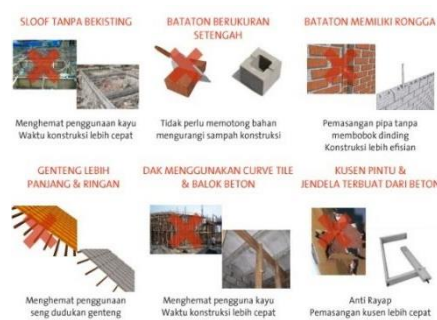 SLOOF TANPA BEKISTING
BATATON BERUKURAN
SETENGAH
BATATON MEMILIKI RONGGA
Menghemat penggunaan kayu
Waktu konstruksi lebih cepat
Tidak perlu memotong bahan
mengurangi sampah konstruksi
Pemasangan pipa tanpa
membobok dinding
Konstruksi lebih efisian
GENTENG LEBIH
PANJANG & RINGAN
DAK MENGGUNAKAN CURVE TILE
& BALOK BETON
KUSEN PINTU &
JENDELA TERBUAT DARI BETON
Menghemat penggunaan
seng dudukan genteng
Menghemat pengguna kayu
Waktu konstruksi lebih cepat
Anti Rayap
Pemasangan kusen lebih cepat